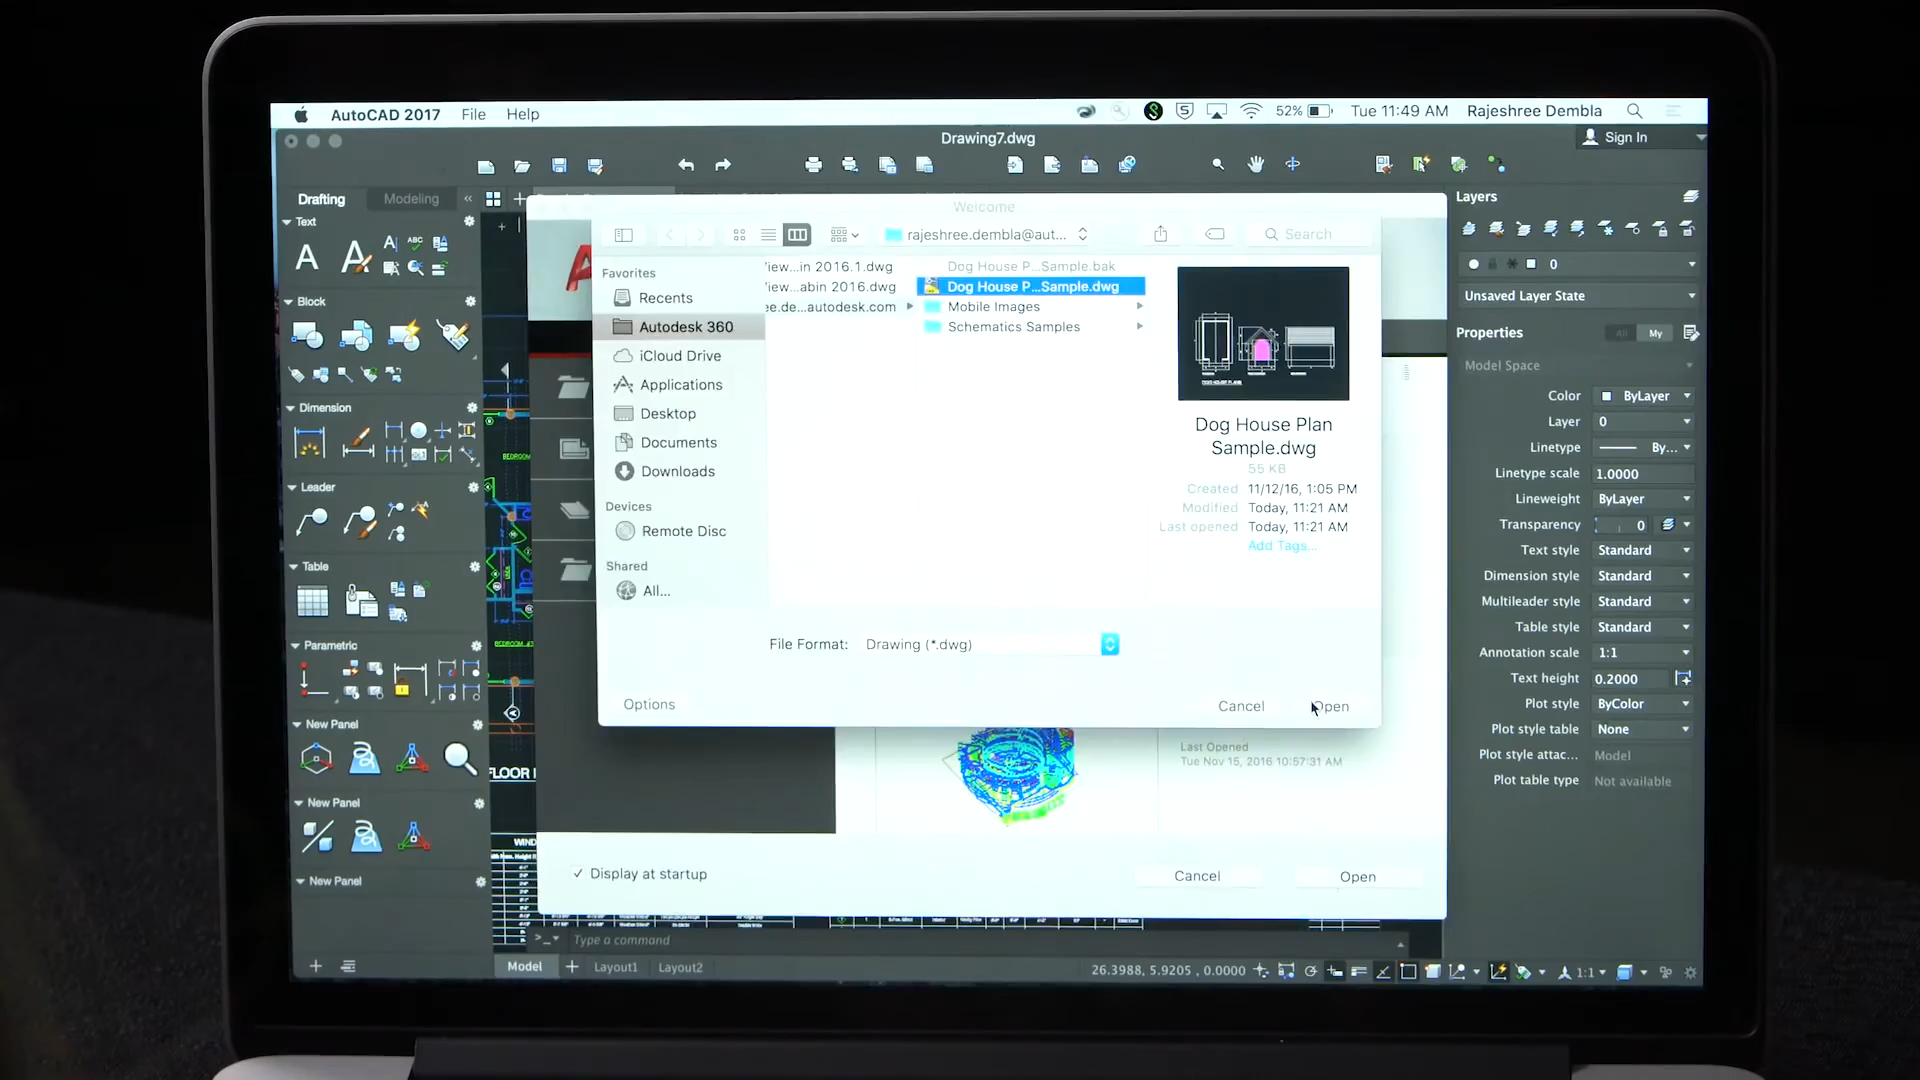 AutoCAD 2017 File Help
52% Tue 11:49 AM Rajeshree Dembla
Drawing7.dwg
Sign In
Drafting Modeling
Text
Block
Dimension
Leader
Table
Parametric
New Panel
New Panel
New Panel
BEDROOM
BEDROOM
FLOOR
Welcome
rajeshree.dembla@aut...
Search
Favorites
Recents
Autodesk 360
iCloud Drive
Applications
Desktop
Documents
Downloads
Devices
Remote Disc
Shared
All...
iew...in 2016.1.dwg
iew...abin 2016.dwg
ee.de...autodesk.com
Dog House P...Sample.bak
Dog House P...Sample.dwg
Mobile Images
Schematics Samples
Dog House Plan
Sample.dwg
55 KB
Created 11/12/16, 1:05 PM
Modified Today, 11:21 AM
Last opened Today, 11:21 AM
Add Tags...
File Format: Drawing (*.dwg)
Options
Cancel Open
Last Opened
Tue Nov 15, 2016 10:57:31 AM
Display at startup
Cancel Open
Type a command
Model Layout1 Layout2
26.3988, 5.9205 , 0.0000
1:1
Layers
0
Unsaved Layer State
Properties All My
Model Space
Color ByLayer
Layer 0
Linetype By...
Linetype scale 1.0000
Lineweight ByLayer
Transparency 0
Text style Standard
Dimension style Standard
Multileader style Standard
Table style Standard
Annotation scale 1:1
Text height 0.2000
Plot style ByColor
Plot style table None
Plot style attac... Model
Plot table type Not available